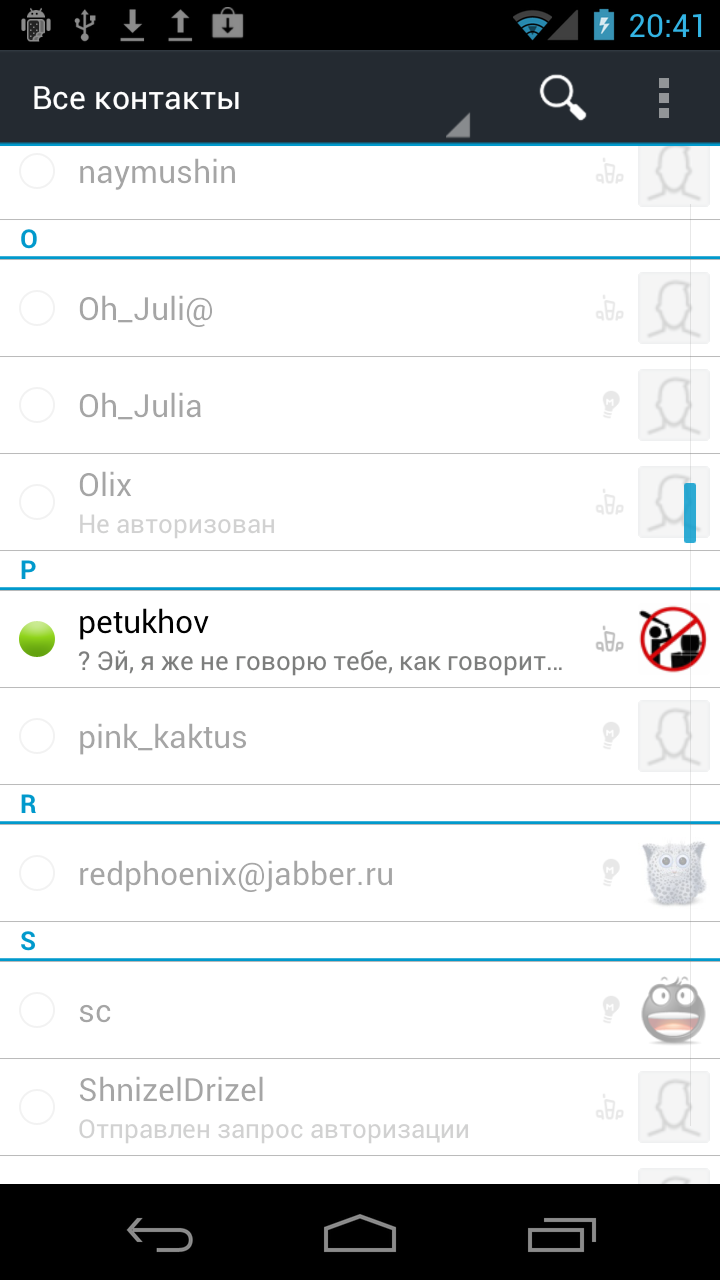 20:41
Все контакты
naymushin
O
Oh_Juli@
Oh_Julia
Olix
Не авторизован
P
petukhov
? Эй, я же не говорю тебе, как говорит...
pink_kaktus
R
redphoenix@jabber.ru
S
sc
ShnizelDrizel
Отправлен запрос авторизации